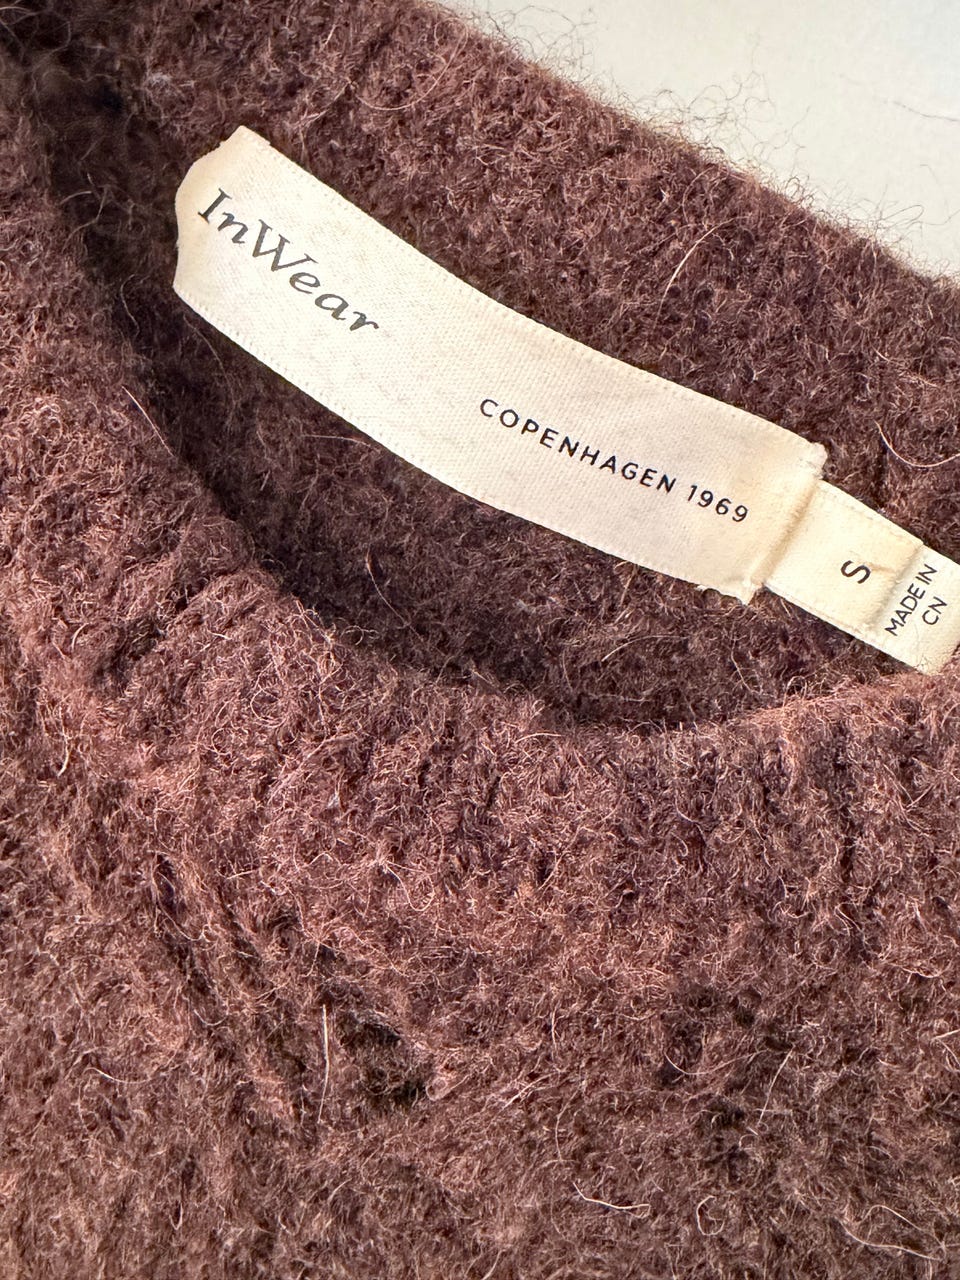 InWear
COPENHAGEN 1969
S
MADE IN
CN